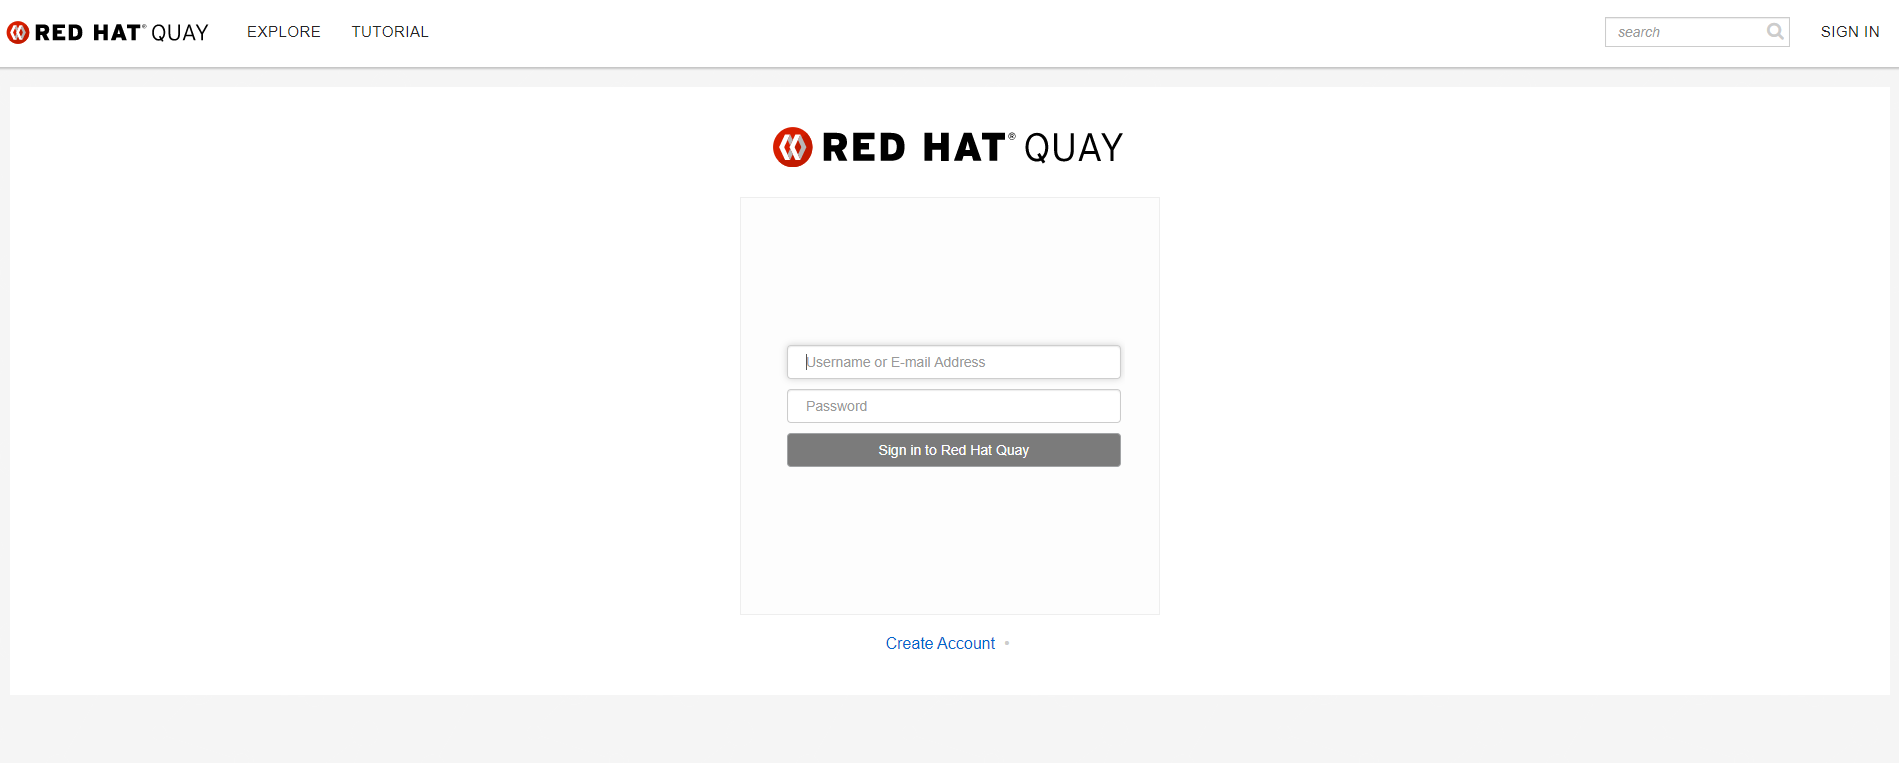 RED HAT® QUAY EXPLORE TUTORIAL search SIGN IN
RED HAT® QUAY
Username or E-mail Address
Password
Sign in to Red Hat Quay
Create Account